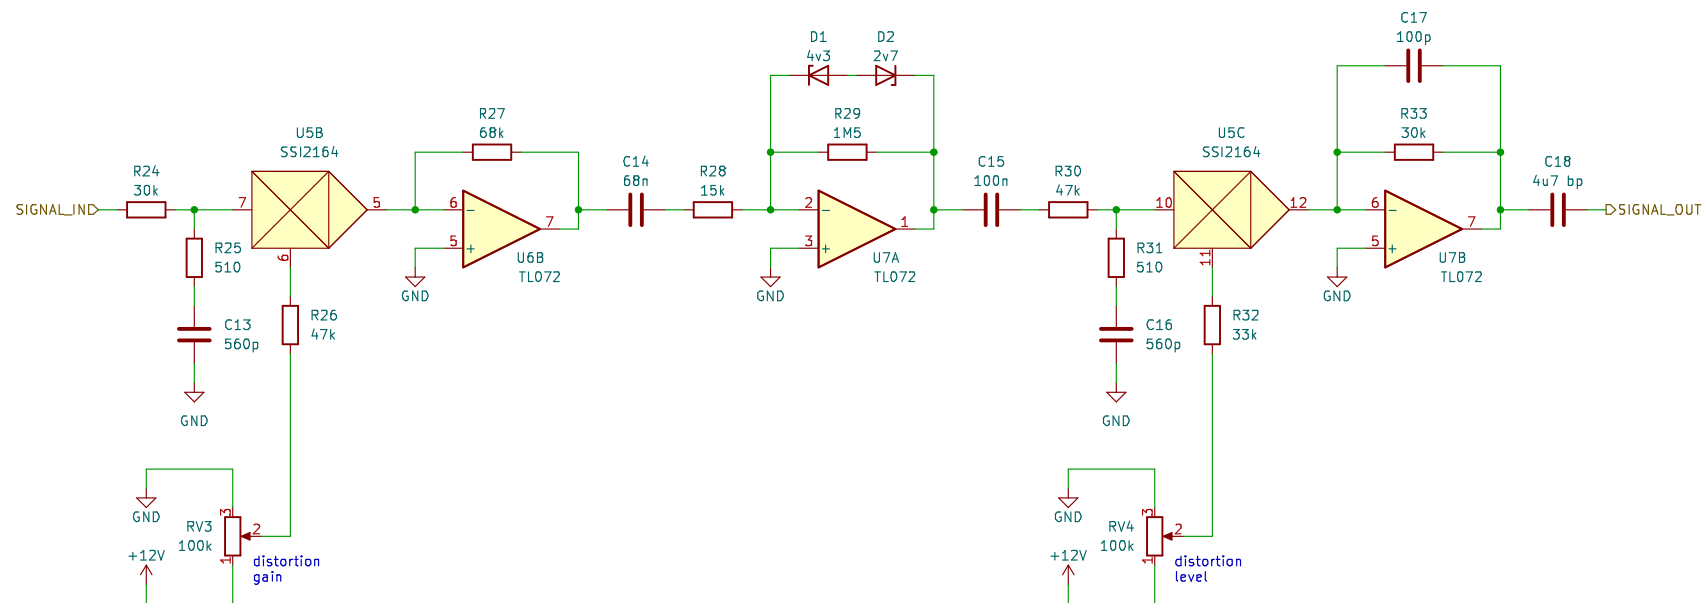 SIGNAL_IN
R24
30k
7
R25
510
C13
560p
GND
U5B
SSI2164
5
6
R26
47k
GND
RV3
100k
3
2
1
+12V
distortion
gain
R27
68k
6
5
7
U6B
TL072
GND
C14
68n
R28
15k
D1
4v3
D2
2v7
R29
1M5
2
3
1
U7A
TL072
GND
C15
100n
R30
47k
10
R31
510
C16
560p
GND
U5C
SSI2164
12
11
R32
33k
GND
RV4
100k
3
2
1
+12V
distortion
level
C17
100p
R33
30k
6
5
7
U7B
TL072
GND
C18
4u7 bp
SIGNAL_OUT